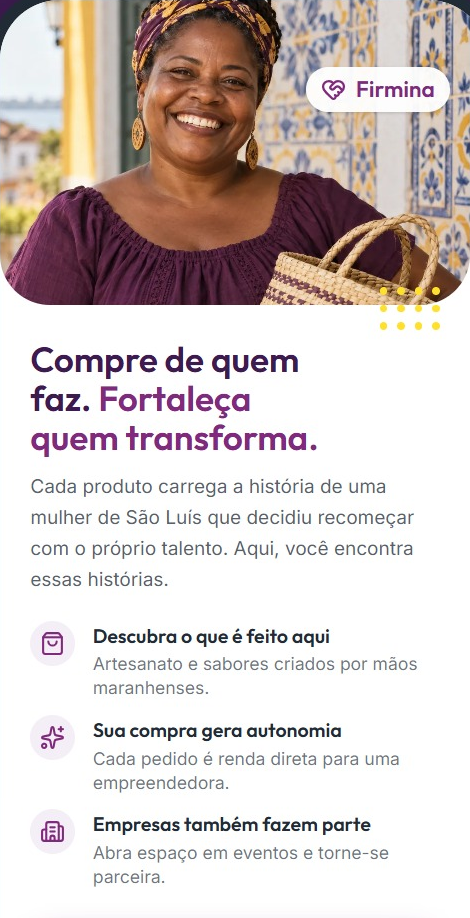 Firmina
Compre de quem
faz. Fortaleça
quem transforma.
Cada produto carrega a história de uma
mulher de São Luís que decidiu recomeçar
com o próprio talento. Aqui, você encontra
essas histórias.
Descubra o que é feito aqui
Artesanato e sabores criados por mãos
maranhenses.
Sua compra gera autonomia
Cada pedido é renda direta para uma
empreendedora.
Empresas também fazem parte
Abra espaço em eventos e torne-se
parceira.